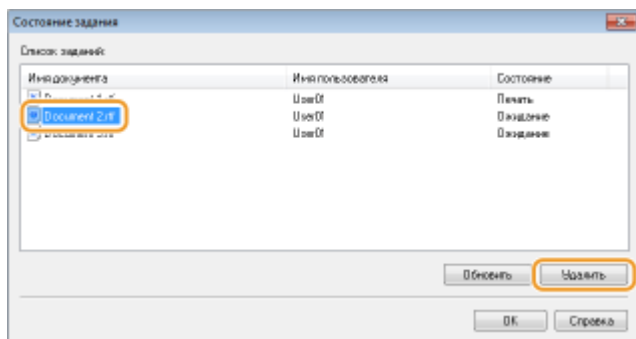 Состояние задания
Список заданий:
Имя документа Имя пользователя Состояние
User01 Печать
Document 2.rtf User01 Ожидание
User01 Ожидание
Обновить Удалить
OK Справка